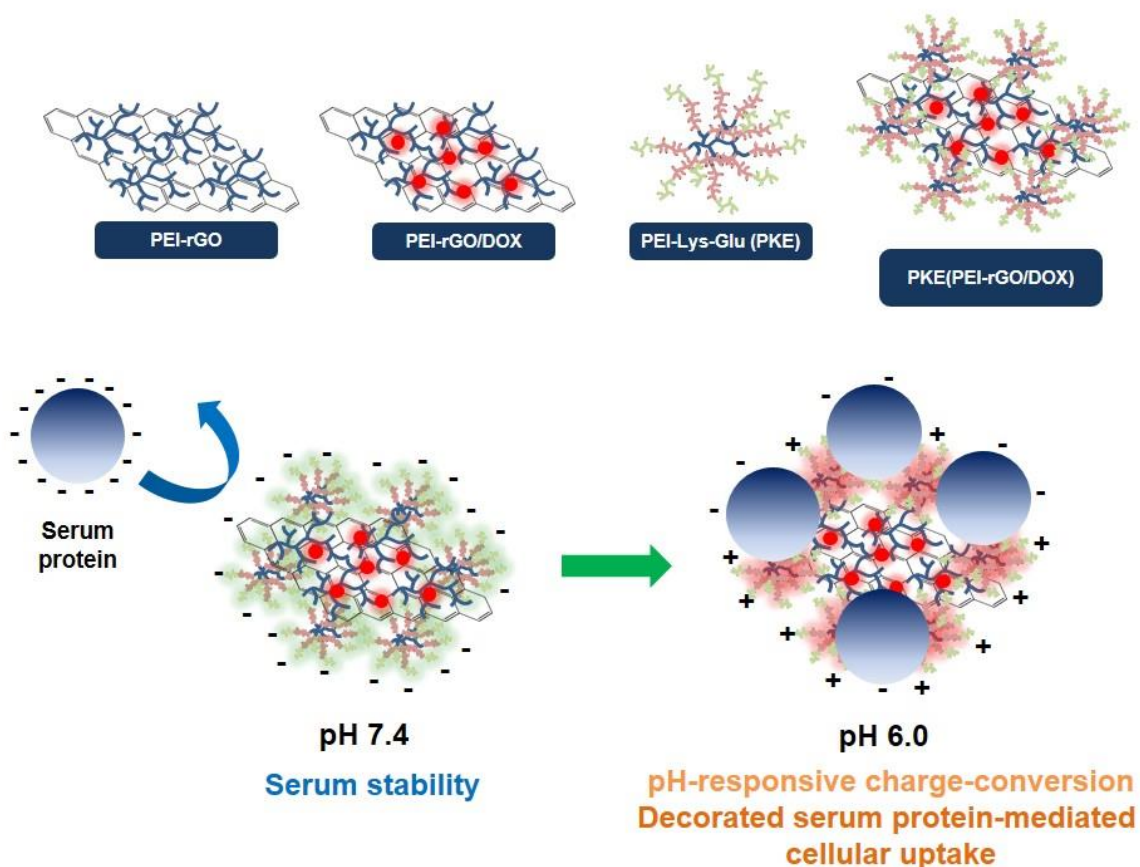 PEI-rGO
PEI-rGO/DOX
PEI-Lys-Glu (PKE)
PKE(PEI-rGO/DOX)
Serum
protein
pH 7.4
Serum stability
pH 6.0
pH-responsive charge-conversion
Decorated serum protein-mediated
cellular uptake